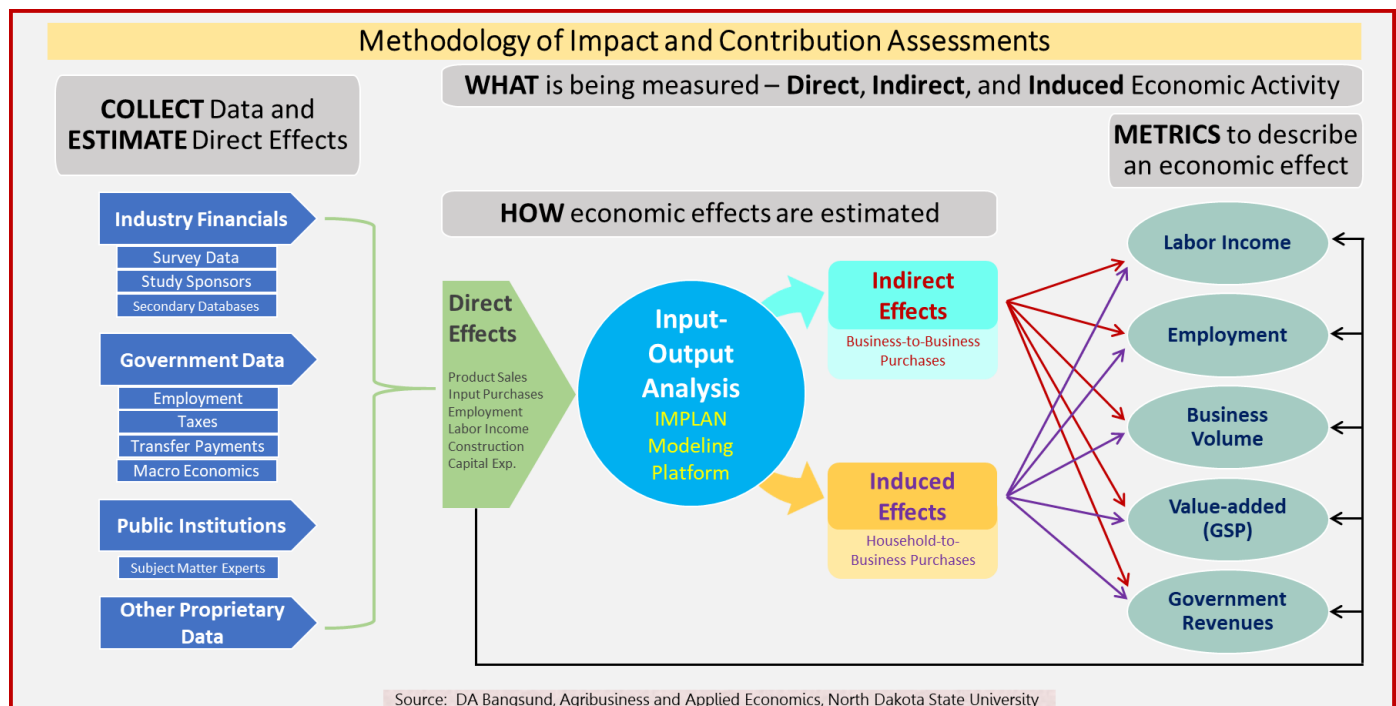 Methodology of Impact and Contribution Assessments
COLLECT Data and
ESTIMATE Direct Effects
WHAT is being measured – Direct, Indirect, and Induced Economic Activity
METRICS to describe
an economic effect
HOW economic effects are estimated
Industry Financials
Survey Data
Study Sponsors
Secondary Databases
Government Data
Employment
Taxes
Transfer Payments
Macro Economics
Public Institutions
Subject Matter Experts
Other Proprietary
Data
Direct
Effects
Product Sales
Input Purchases
Employment
Labor Income
Construction
Capital Exp.
Input-
Output
Analysis
IMPLAN
Modeling
Platform
Indirect
Effects
Business-to-Business
Purchases
Induced
Effects
Household-to-
Business Purchases
Labor Income
Employment
Business
Volume
Value-added
(GSP)
Government
Revenues
Source: DA Bangsund, Agribusiness and Applied Economics, North Dakota State University